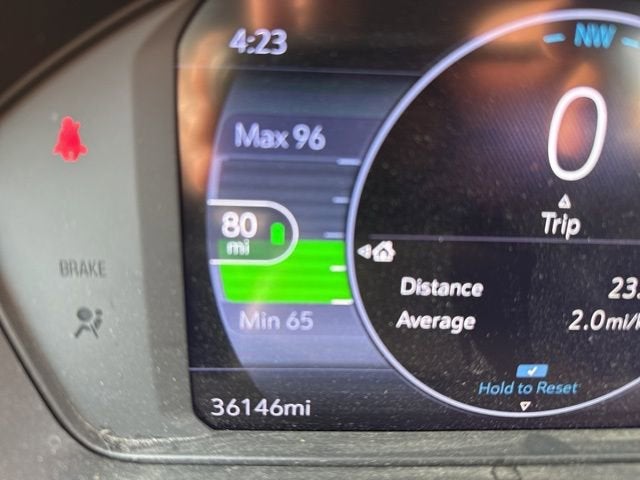 4:23
NW
Max 96
0
80
mi
Trip
Distance 23
BRAKE
Min 65
Average 2.0mi/
Hold to Reset
36146mi